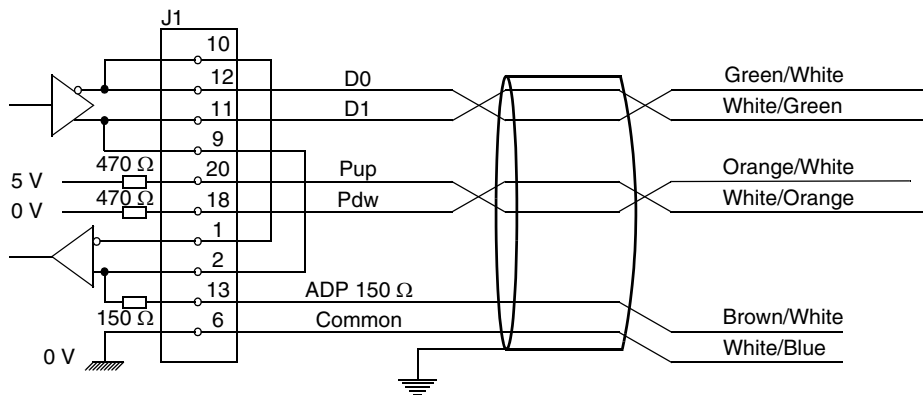 J1
10
12 D0 Green/White
11 D1 White/Green
9
470 Ω
5 V 20 Pup Orange/White
470 Ω
0 V 18 Pdw White/Orange
1
2
13 ADP 150 Ω Brown/White
150 Ω 6 Common White/Blue
0 V